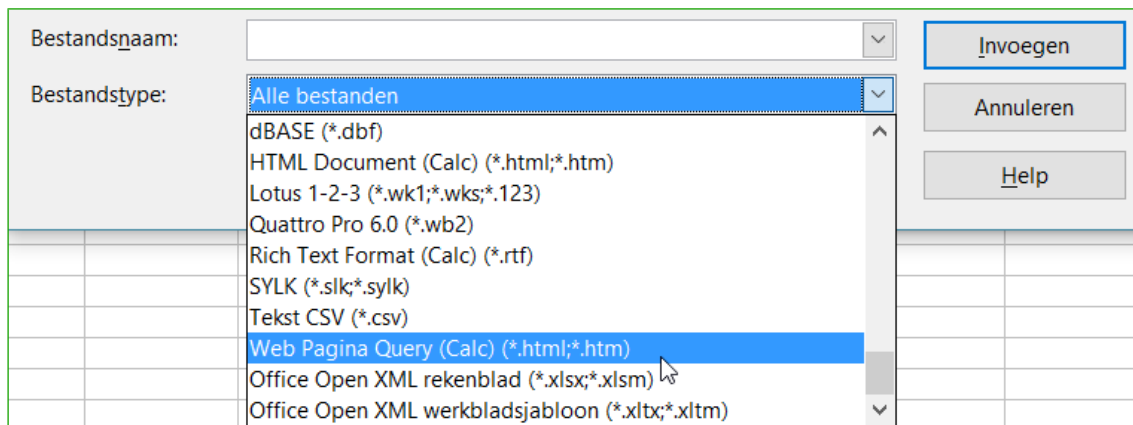 Bestandsnaam:
Invoegen
Bestandstype:
Alle bestanden
Annuleren
dBASE (*.dbf)
HTML Document (Calc) (*.html;*.htm)
Help
Lotus 1-2-3 (*.wk1;*.wks;*.123)
Quattro Pro 6.0 (*.wb2)
Rich Text Format (Calc) (*.rtf)
SYLK (*.slk;*.sylk)
Tekst CSV (*.csv)
Web Pagina Query (Calc) (*.html;*.htm)
Office Open XML rekenblad (*.xlsx;*.xlsm)
Office Open XML werkbladsjabloon (*.xltx;*.xltm)